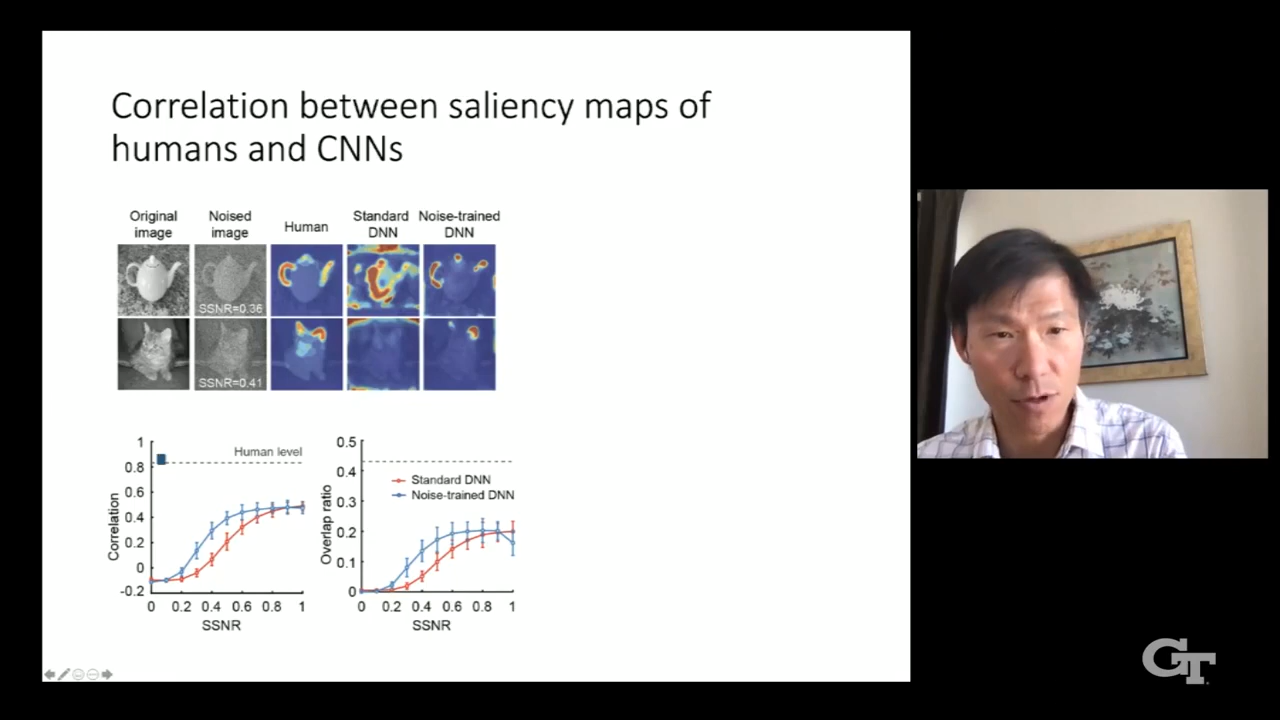 Correlation between saliency maps of
humans and CNNs
Original
image
Noised
image
Human
Standard
DNN
Noise-trained
DNN
SSNR=0.36
SSNR=0.41
1
0.8
0.6
0.4
0.2
0
-0.2
Correlation
Human level
0 0.2 0.4 0.6 0.8 1
SSNR
0.5
0.4
0.3
0.2
0.1
0
Overlap ratio
Standard DNN
Noise-trained DNN
0 0.2 0.4 0.6 0.8 1
SSNR
GT